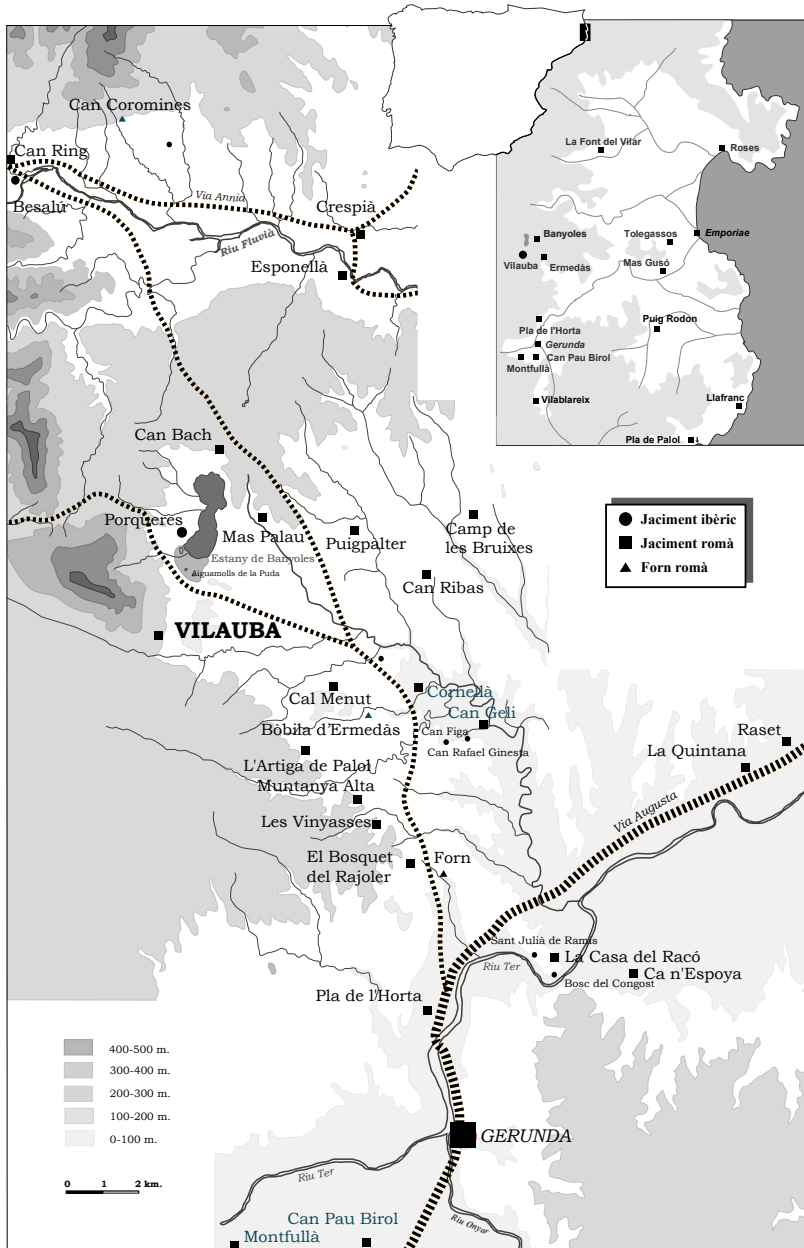 Can Coromines
Can Ring
Besalú
Via Annia
Riu Fluvià
Crespià
Esponellà
Can Bach
Porqueres
Mas Palau
Estany de Banyoles
Aiguamolls de la Puda
Puigpalter
Camp de
les Bruixes
Can Ribas
VILAUBA
Cal Menut
Cornellà
Can Geli
Bòbila d'Ermedàs
Can Figa
Can Rafael Ginesta
L'Artiga de Palol
Muntanya Alta
Les Vinyasses
El Bosquet
del Rajoler
Forn
Raset
La Quintana
Via Augusta
Sant Julià de Ramis
La Casa del Racó
Riu Ter
Ca n'Espoya
Bosc del Congost
Pla de l'Horta
GERUNDA
Riu Ter
Riu Onyar
Can Pau Birol
Montfullà
400-500 m.
300-400 m.
200-300 m.
100-200 m.
0-100 m.
0 1 2 km.
La Font del Vilar
Roses
Banyoles
Tolegassos
Emporiae
Vilauba
Ermedàs
Mas Gusó
Pla de l'Horta
Puig Rodon
Gerunda
Can Pau Birol
Montfullà
Vilablareix
Llafranc
Pla de Palol
Jaciment ibèric
Jaciment romà
Forn romà